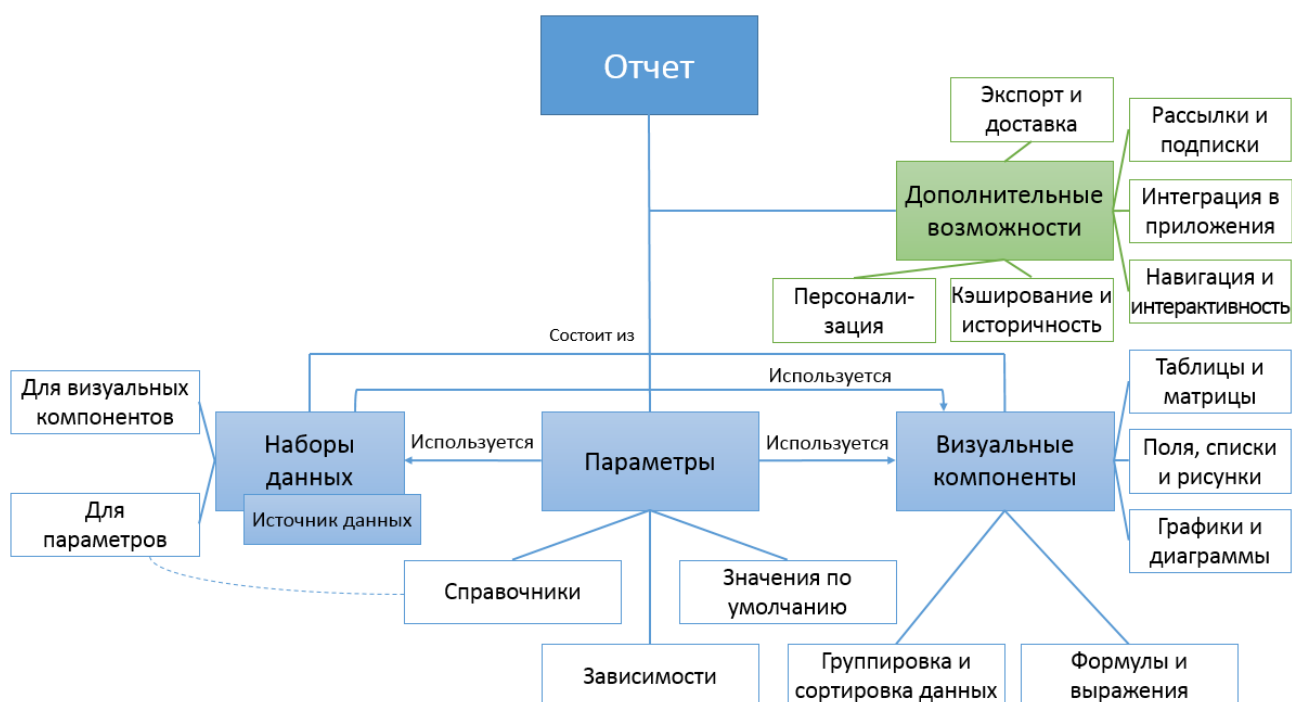 Отчет
Экспорт и
доставка
Рассылки и
подписки
Дополнительные
возможности
Интеграция в
приложения
Навигация и
интерактивность
Персонали-
зация
Кэширование и
историчность
Состоит из
Используется
Таблицы и
матрицы
Для визуальных
компонентов
Наборы
данных
Используется
Параметры
Используется
Визуальные
компоненты
Поля, списки
и рисунки
Источник данных
Для
параметров
Графики и
диаграммы
Справочники
Значения по
умолчанию
Зависимости
Группировка и
сортировка данных
Формулы и
выражения